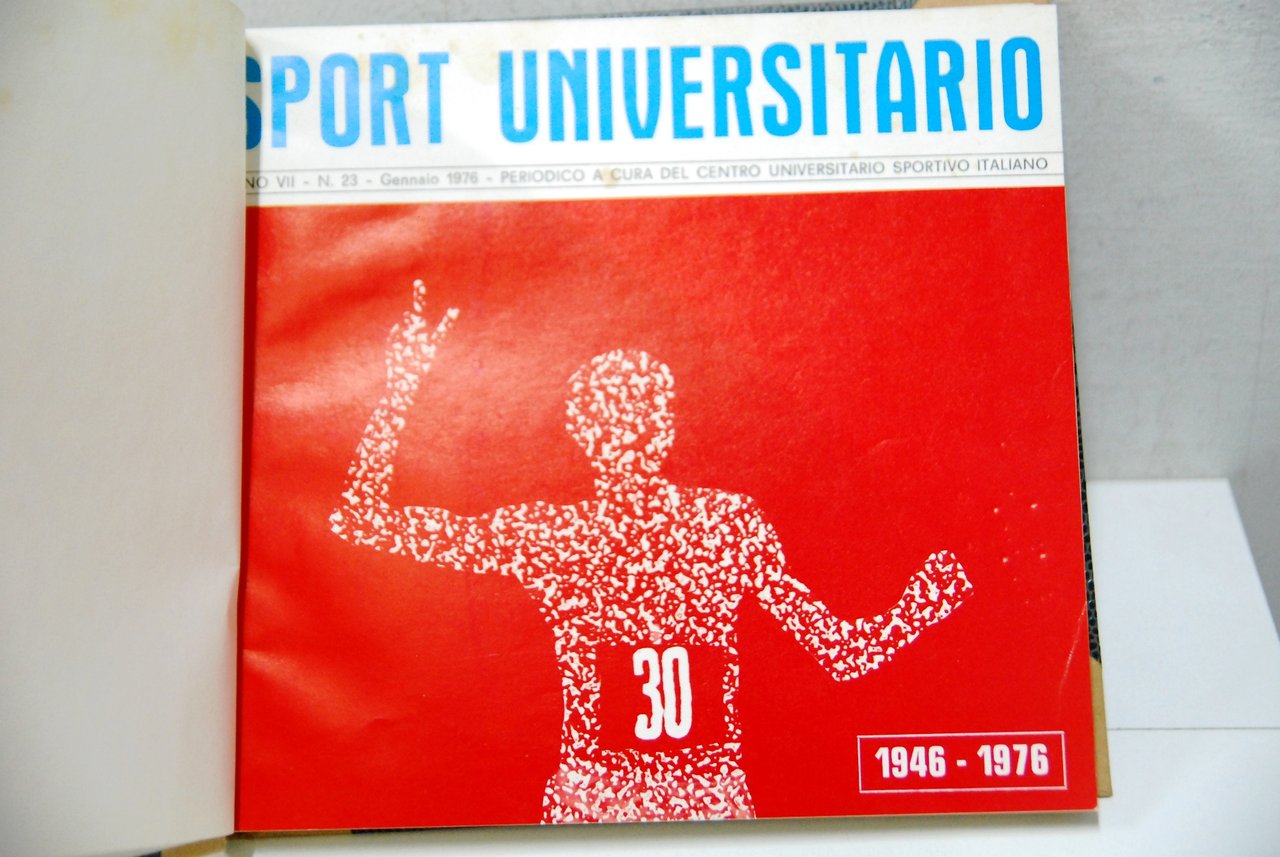 SPORT UNIVERSITARIO
NO VII - N. 23 - Gennaio 1976 - PERIODICO A CURA DEL CENTRO UNIVERSITARIO SPORTIVO ITALIANO
30
1946 - 1976